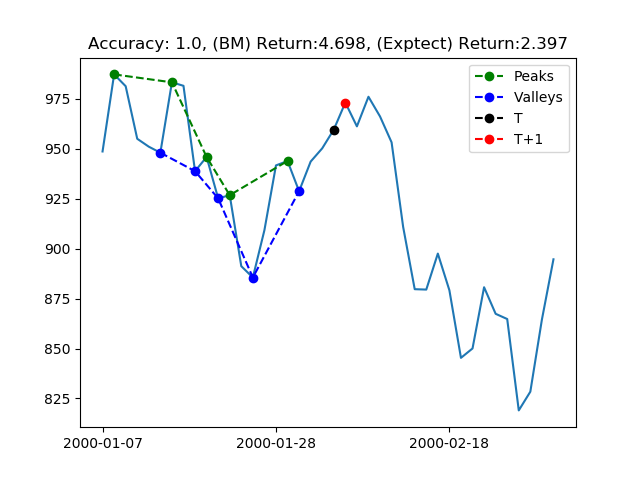 Accuracy: 1.0, (BM) Return:4.698, (Exptect) Return:2.397
Peaks
Valleys
T
T+1
975
950
925
900
875
850
825
2000-01-07
2000-01-28
2000-02-18